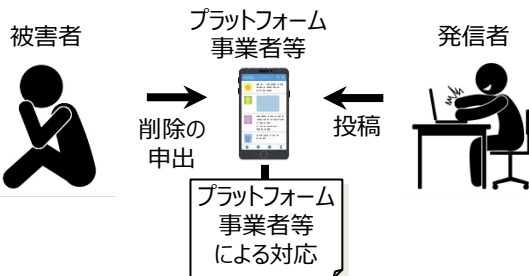 被害者
プラットフォーム
事業者等
発信者
削除の
申出
投稿
プラットフォーム
事業者等
による対応